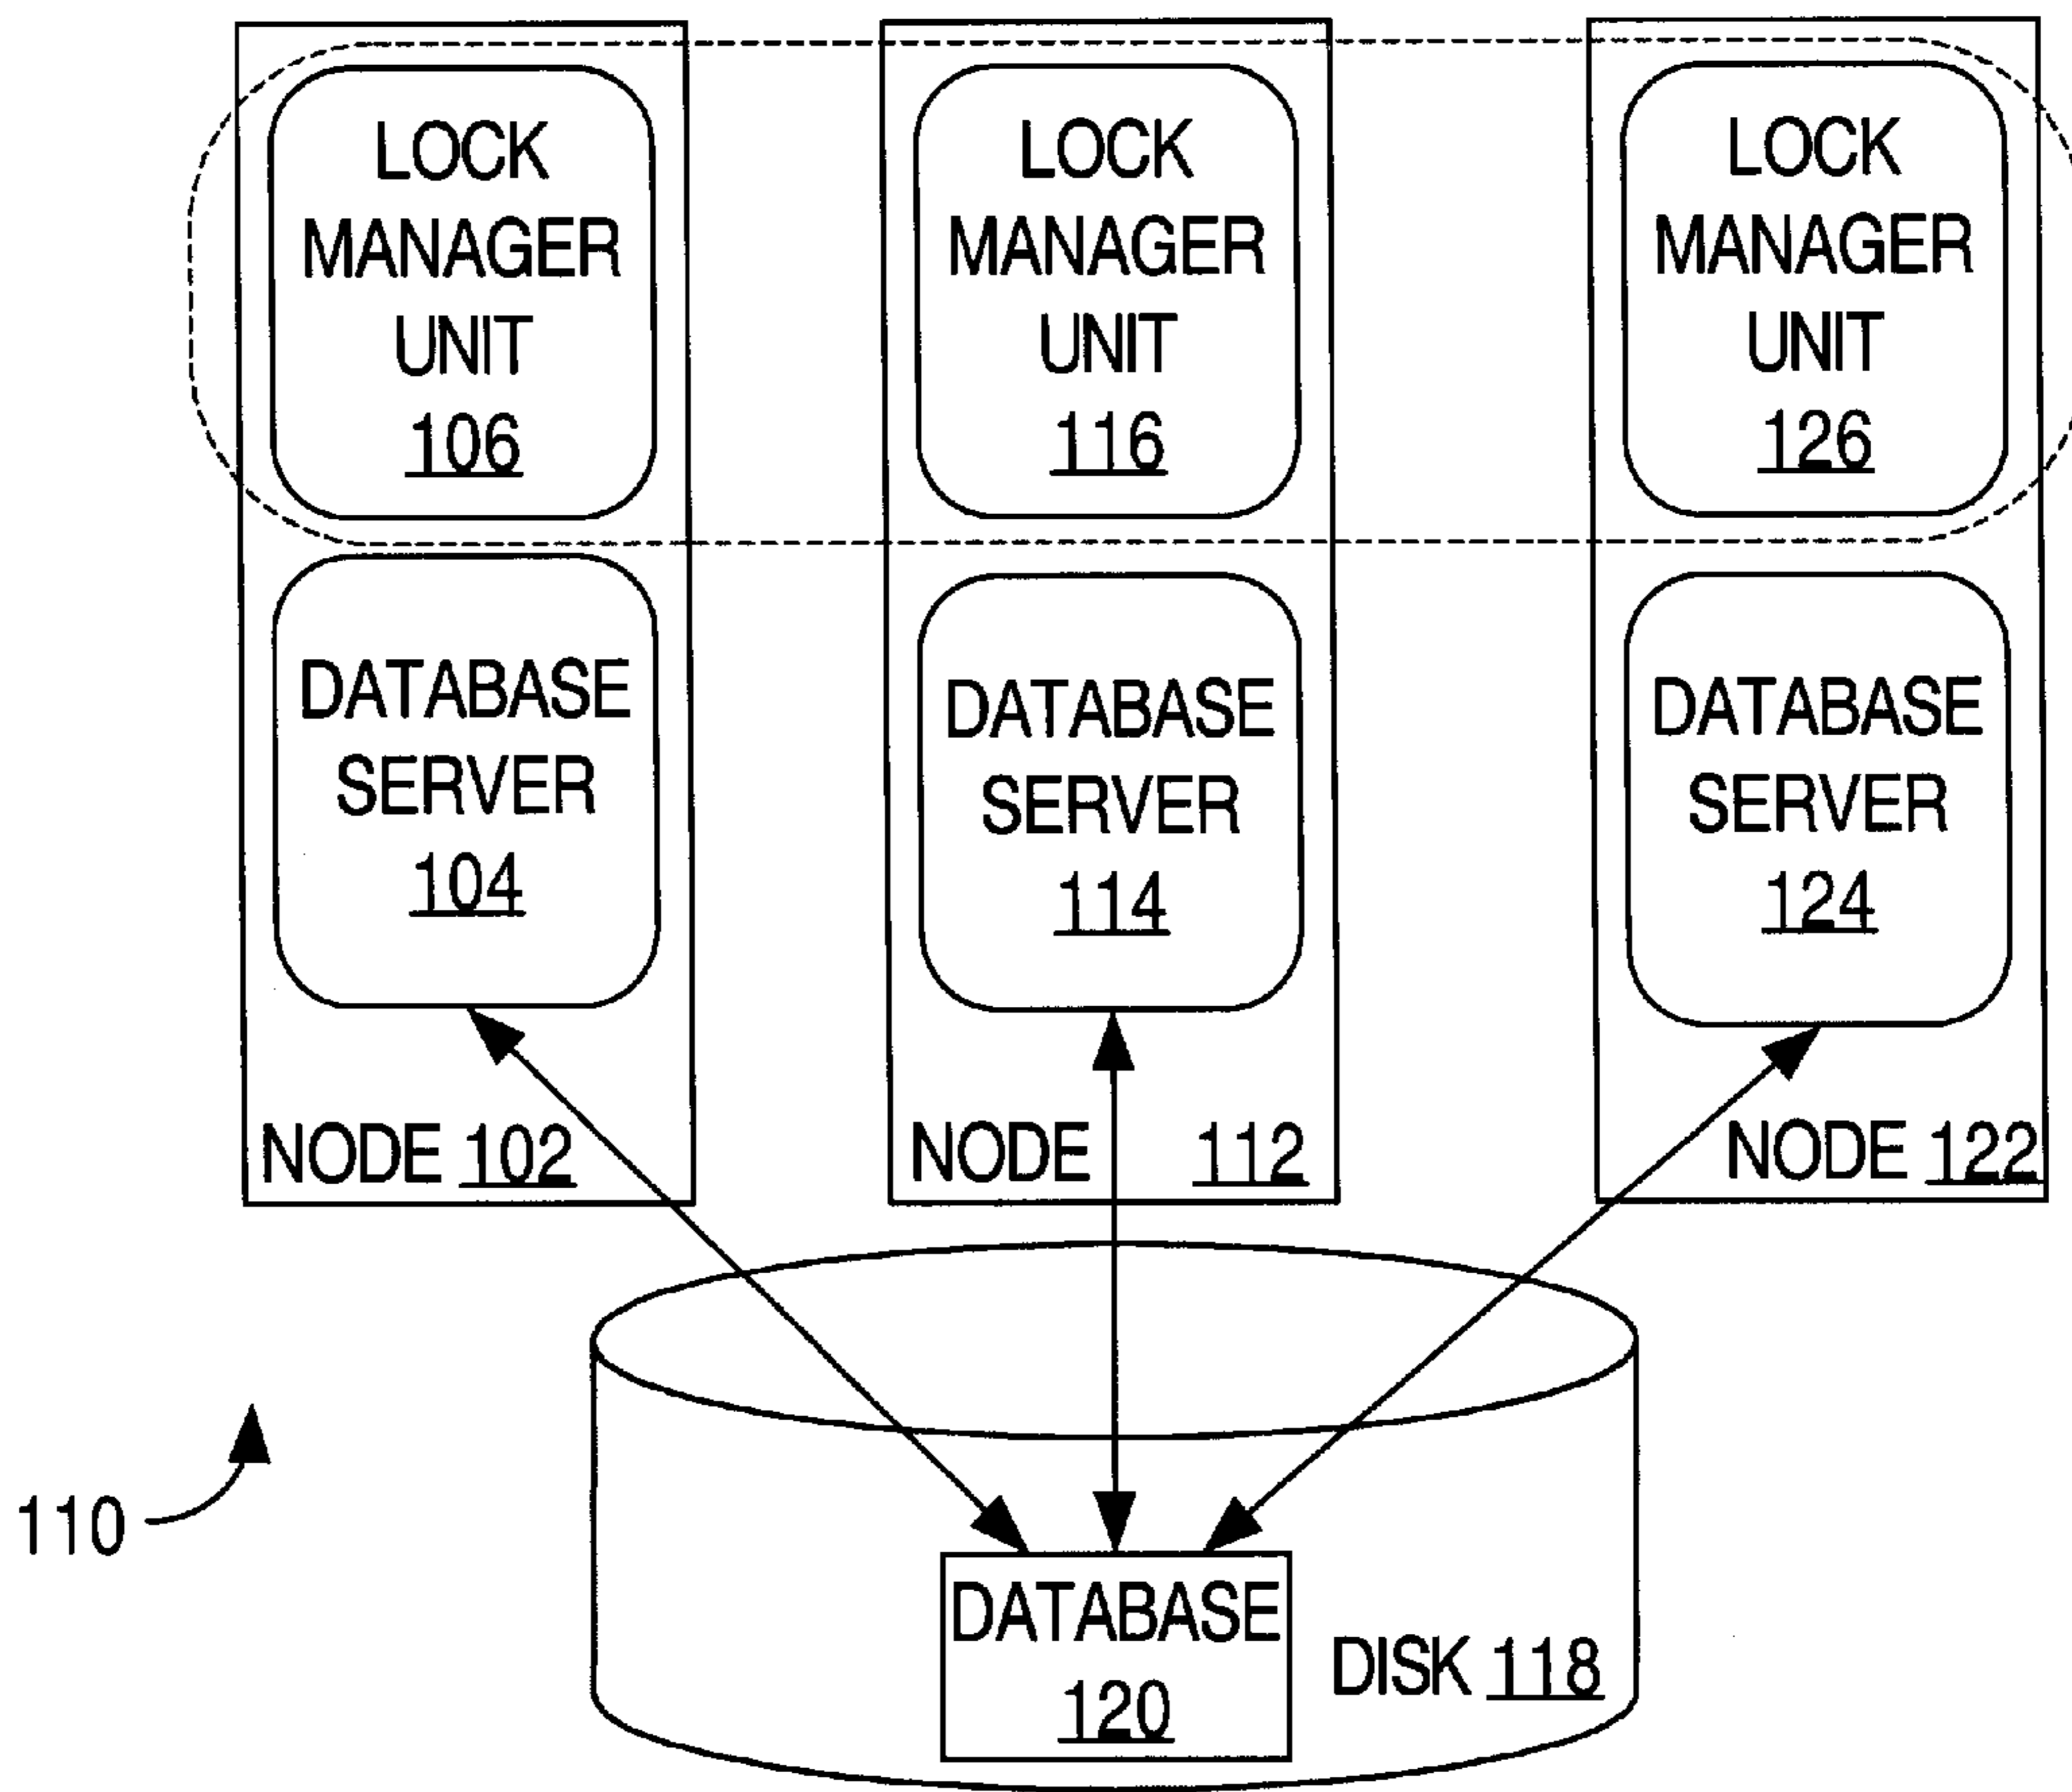 LOCK
MANAGER
UNIT
106
LOCK
MANAGER
UNIT
116
LOCK
MANAGER
UNIT
126
DATABASE
SERVER
104
DATABASE
SERVER
114
DATABASE
SERVER
124
NODE 102
NODE 112
NODE 122
110
DATABASE
120
DISK 118